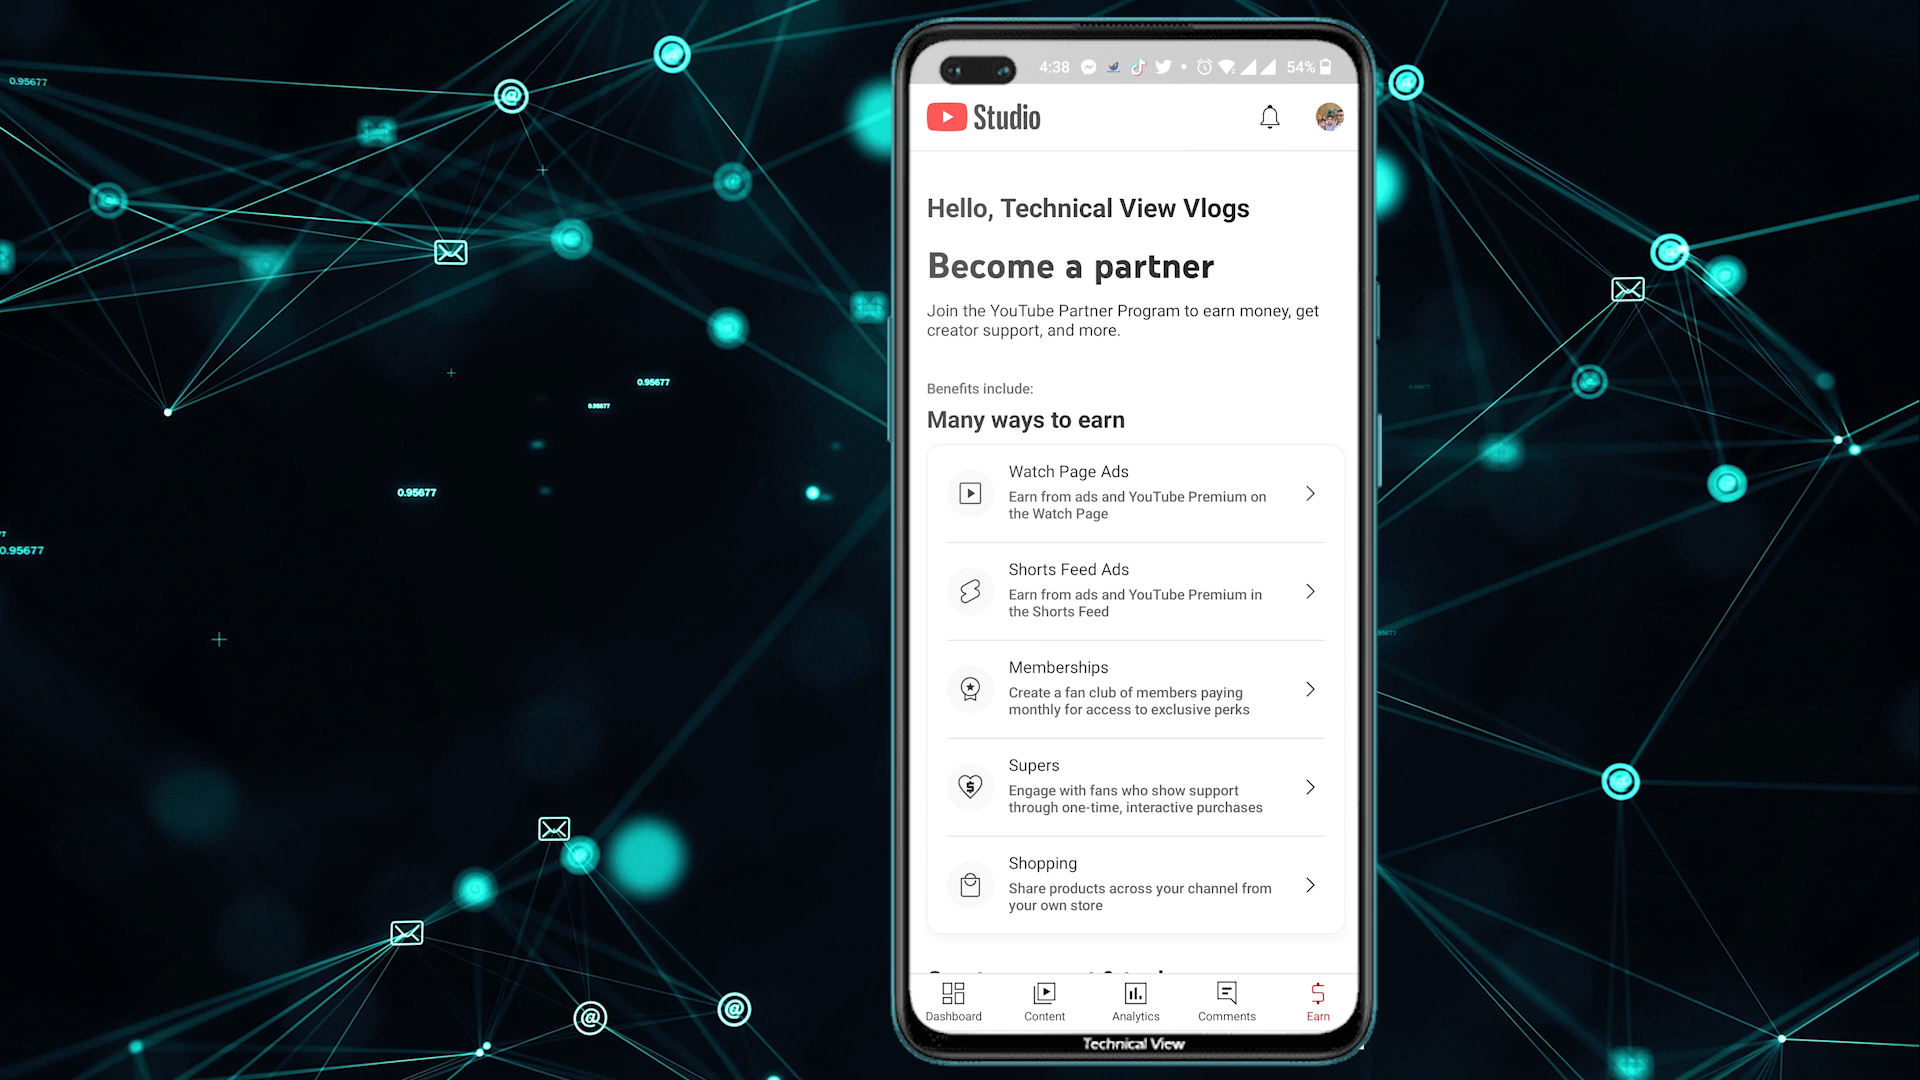 0.95677
0.95677
0.95677
0.95677
0.95677
4:38
54%
Studio
Hello, Technical View Vlogs
Become a partner
Join the YouTube Partner Program to earn money, get
creator support, and more.
Benefits include:
Many ways to earn
Watch Page Ads
Earn from ads and YouTube Premium on
the Watch Page
Shorts Feed Ads
Earn from ads and YouTube Premium in
the Shorts Feed
Memberships
Create a fan club of members paying
monthly for access to exclusive perks
Supers
Engage with fans who show support
through one-time, interactive purchases
Shopping
Share products across your channel from
your own store
Dashboard
Content
Analytics
Comments
Earn
Technical View